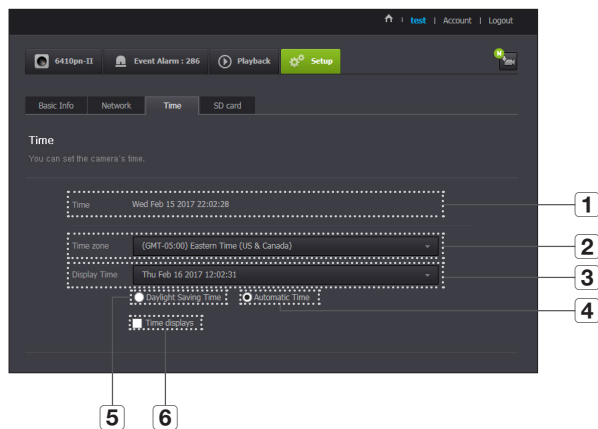 test | Account | Logout
6410pn-II Event Alarm : 286 Playback Setup
N
Basic Info Network Time SD card
Time
You can set the camera's time.
Time Wed Feb 15 2017 22:02:28 1
Time zone (GMT-05:00) Eastern Time (US & Canada) 2
Display Time Thu Feb 16 2017 12:02:31 3
Daylight Saving Time Automatic Time 4
Time displays
5 6